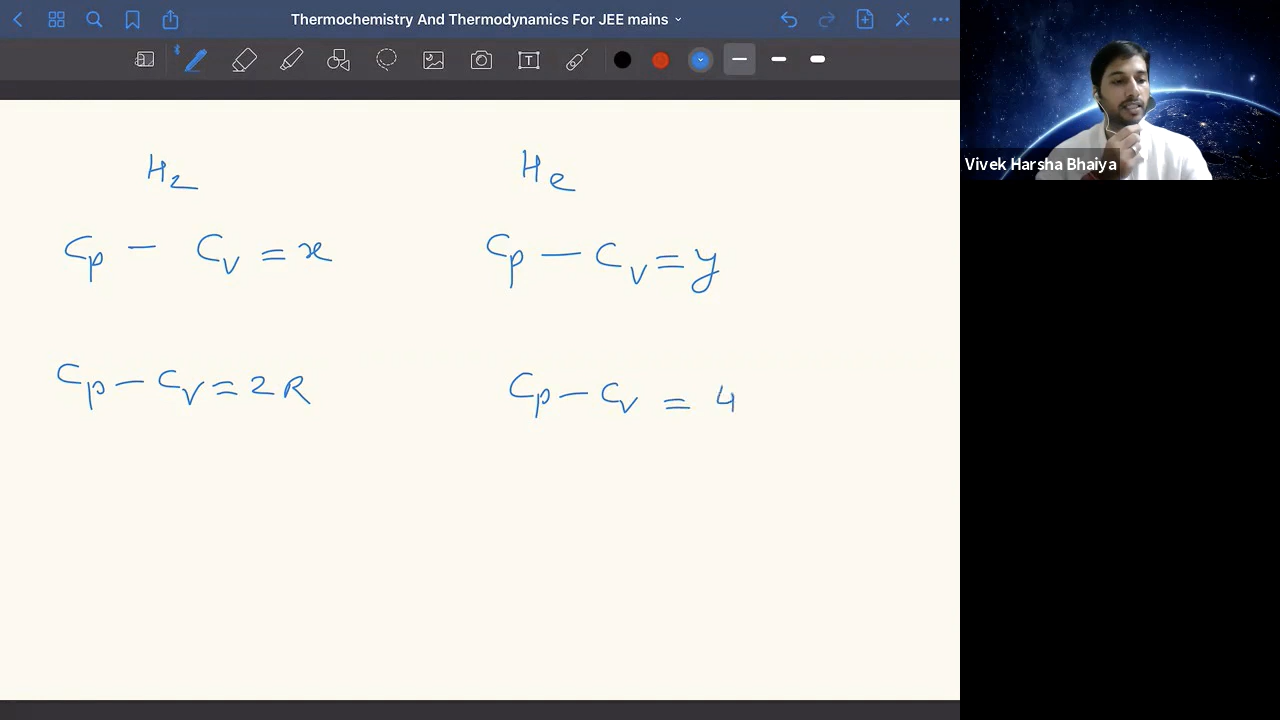 Thermochemistry And Thermodynamics For JEE mains
T
Vivek Harsha Bhaiya
H2 He
Cp - Cv = x Cp - Cv = y
Cp - Cv = 2R Cp - Cv = 4